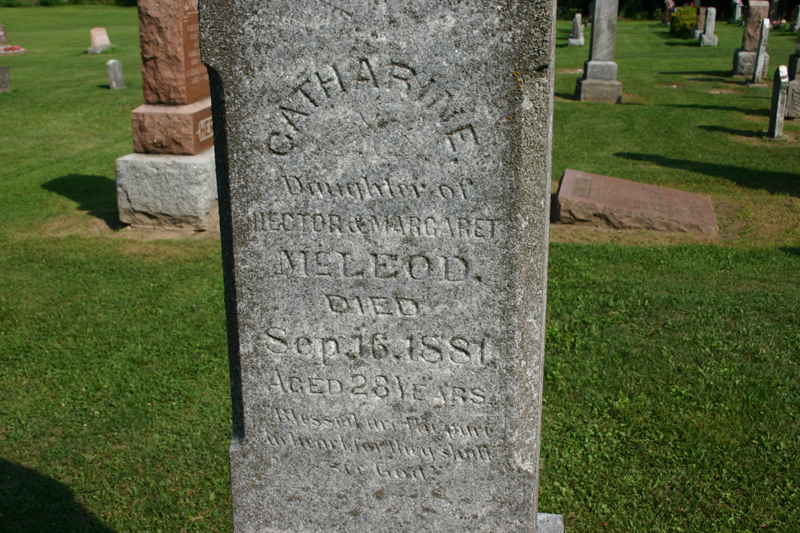 CATHARINE.
Daughter of
HECTOR & MARGARET
McLEOD.
DIED
Sep. 16. 1881
AGED 28 YEARS.
Blessed are the pure
in heart for they shall
see God.